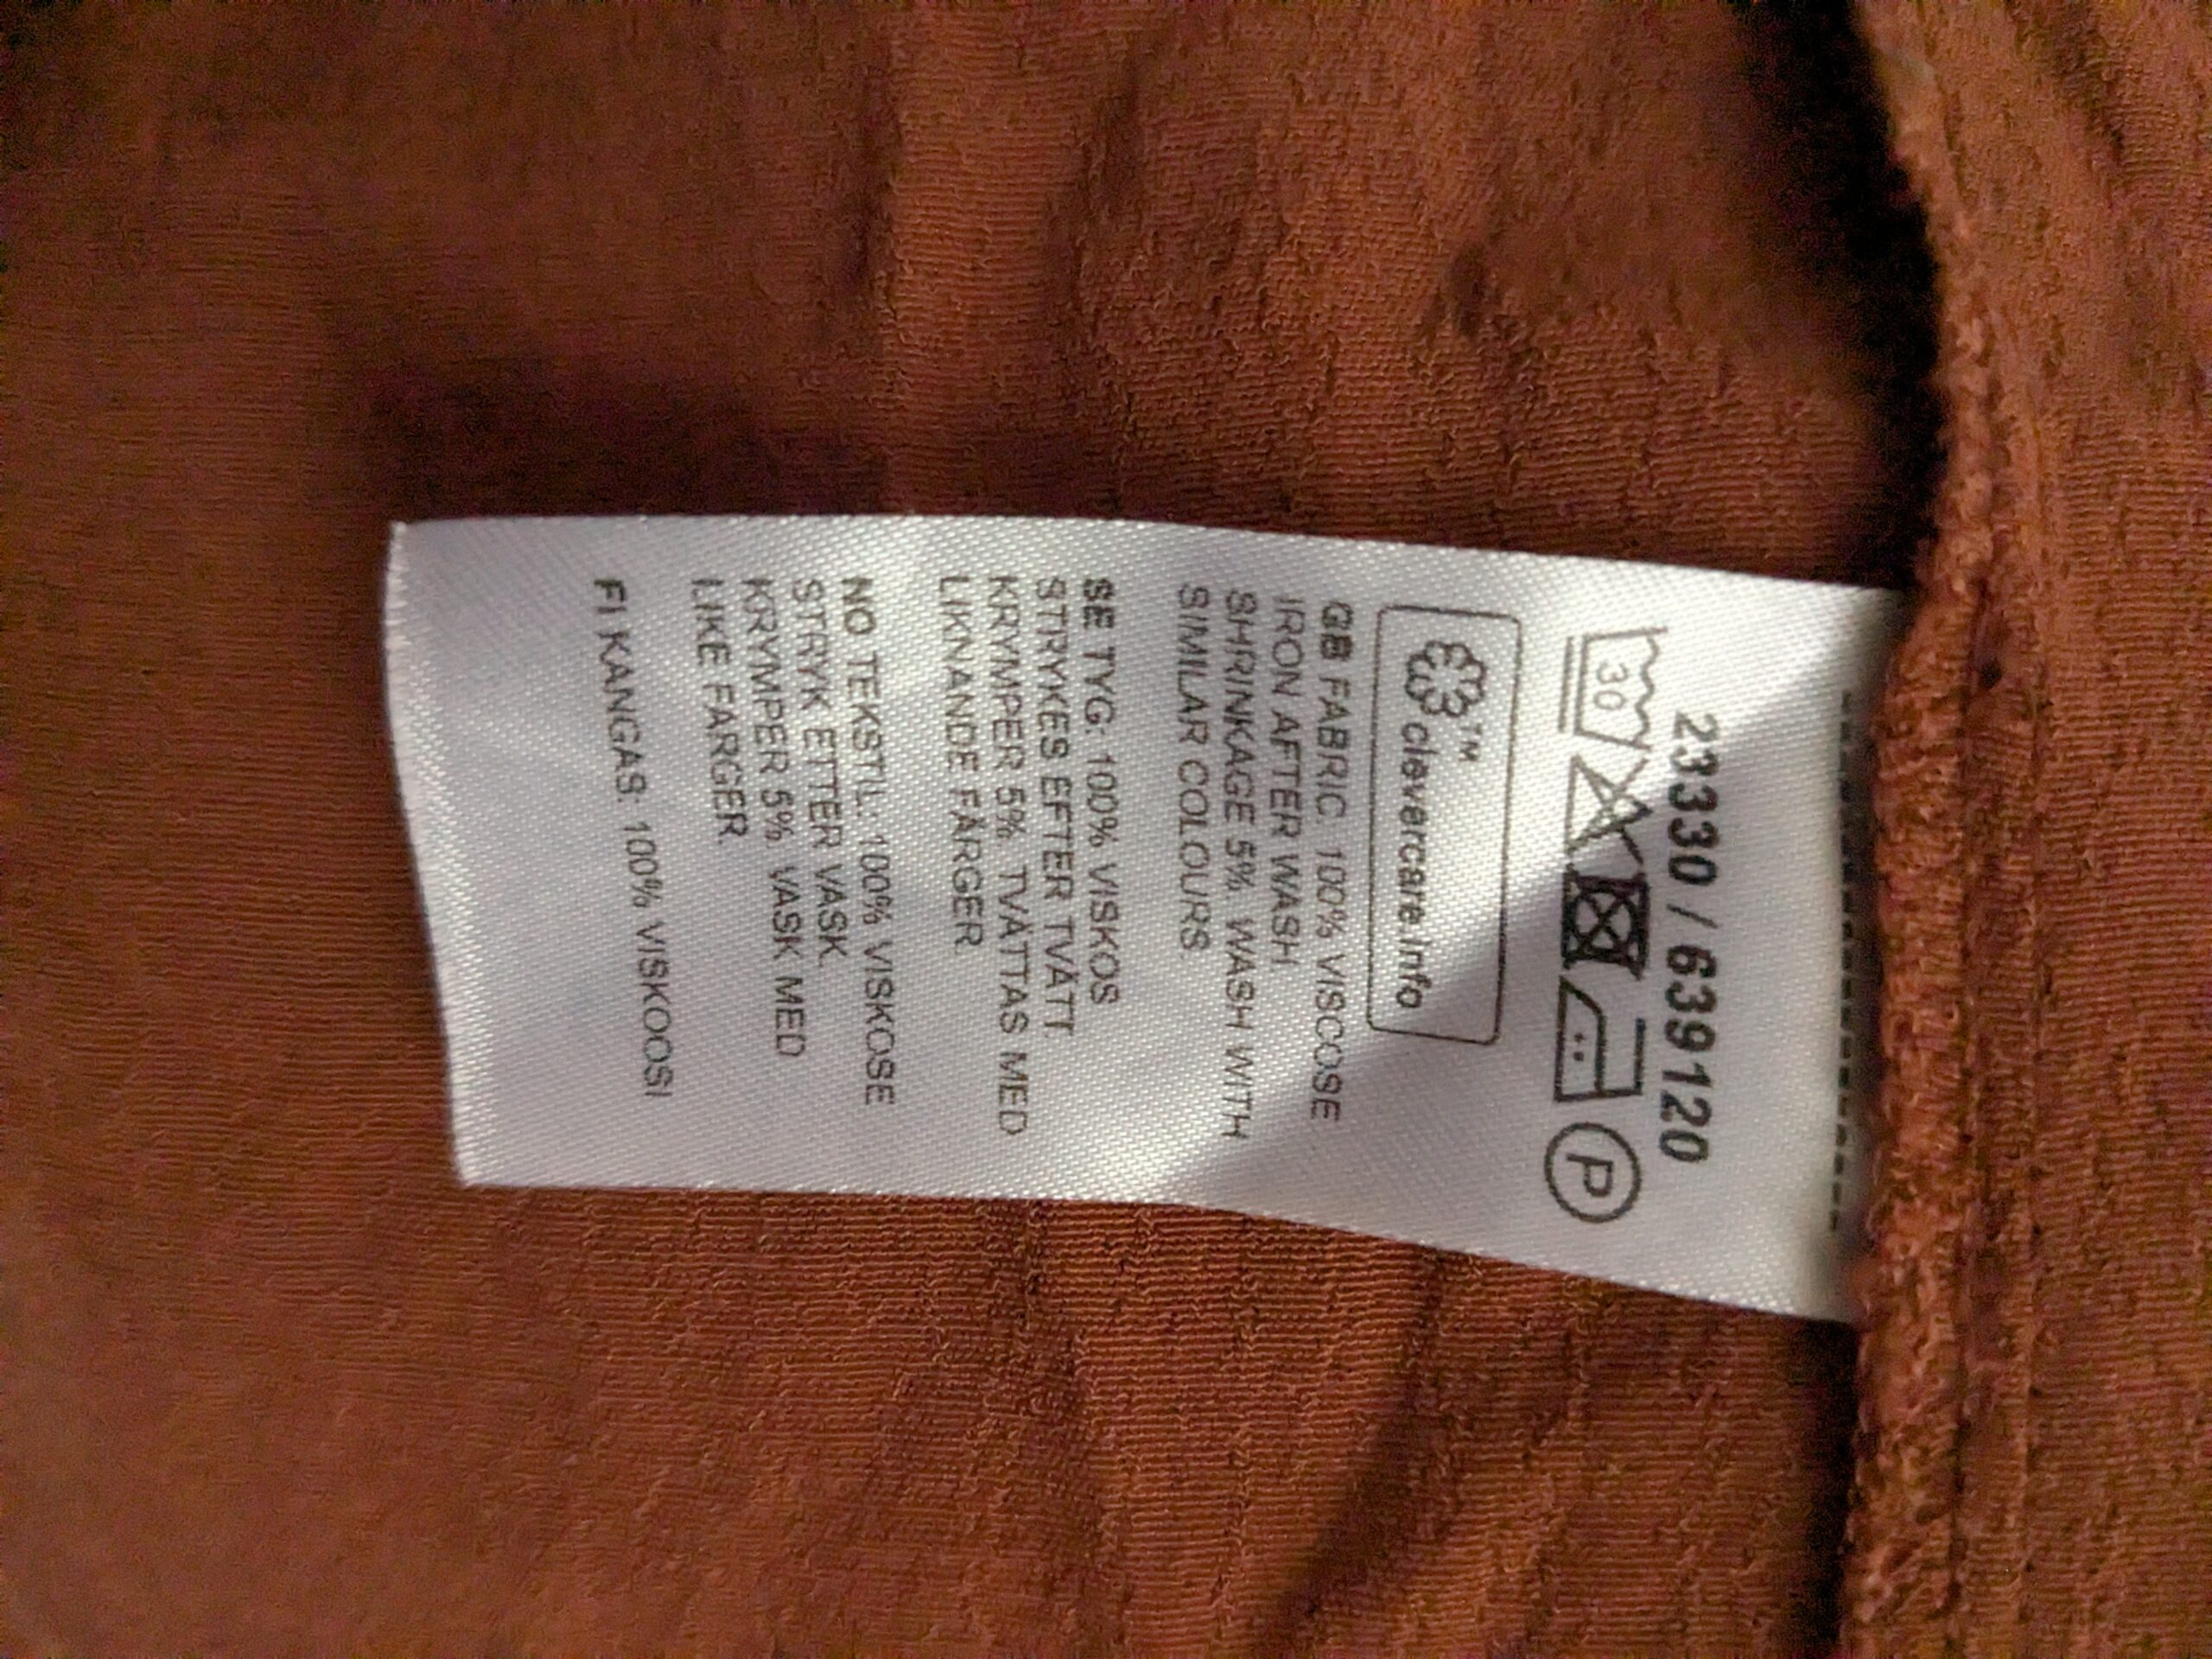 23330 / 639120
30
P
clevercare.info™
GB FABRIC: 100% VISCOSE
IRON AFTER WASH.
SHRINKAGE 5%. WASH WITH
SIMILAR COLOURS.
SE TYG: 100% VISKOS
STRYKES EFTER TVÄTT.
KRYMPER 5%. TVÄTTAS MED
LIKNANDE FÄRGER.
NO TEKSTIL: 100% VISKOSE
STRYK ETTER VASK.
KRYMPER 5%. VASK MED
LIKE FARGER.
FI KANGAS: 100% VISKOOSI